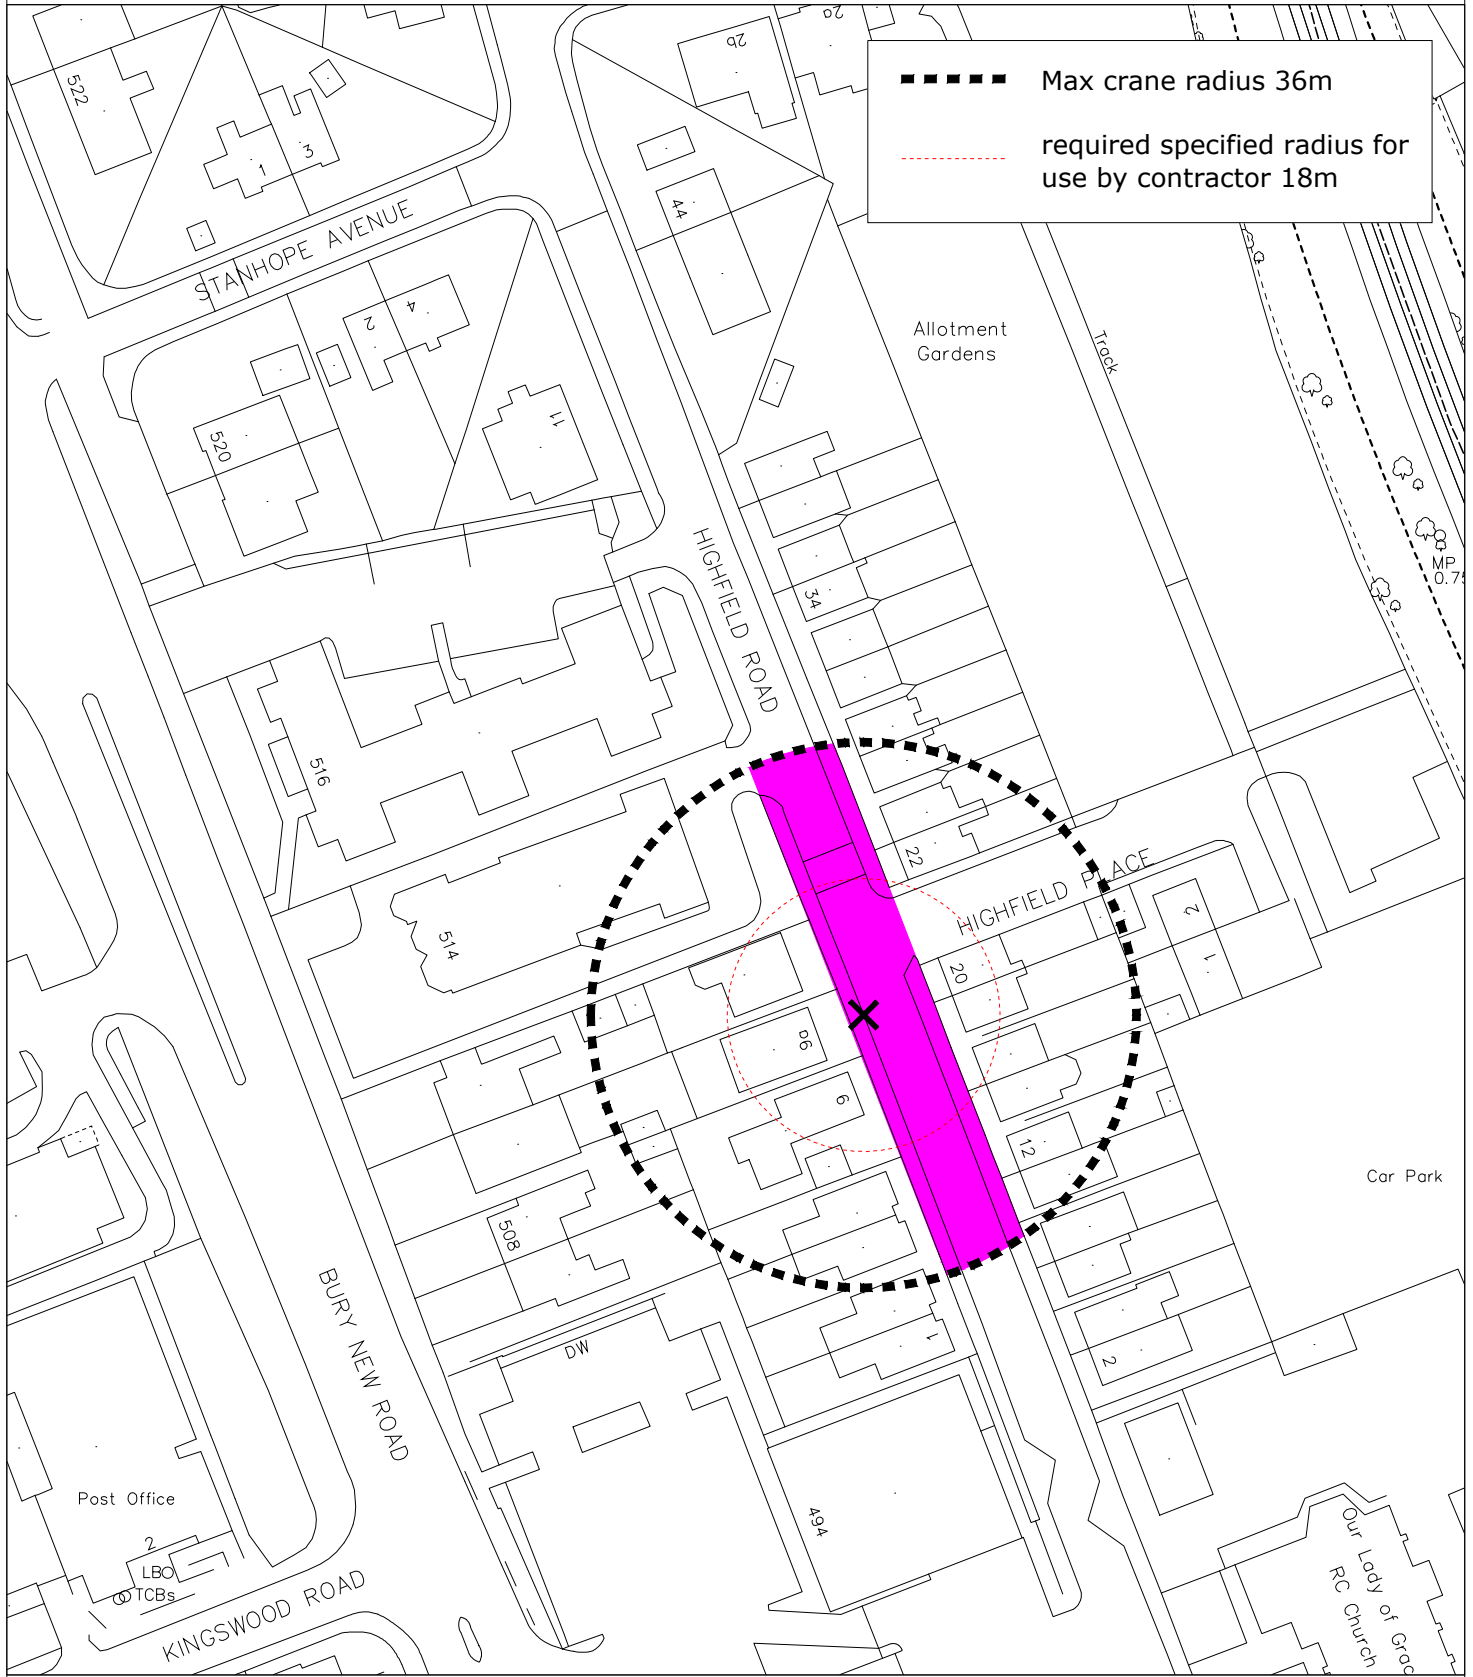 2a
2b
Max crane radius 36m
required specified radius for
use by contractor 18m
522
1
3
44
STANHOPE AVENUE
2
4
Allotment
Gardens
Track
520
11
HIGHFIELD ROAD
34
MP
516
22
HIGHFIELD PLACE
514
20
2
1
6
12
Car Park
508
BURY NEW ROAD
DW
1
2
Post Office
494
2
LBO
TCBs
KINGSWOOD ROAD
Our Lady of Grac
RC Church